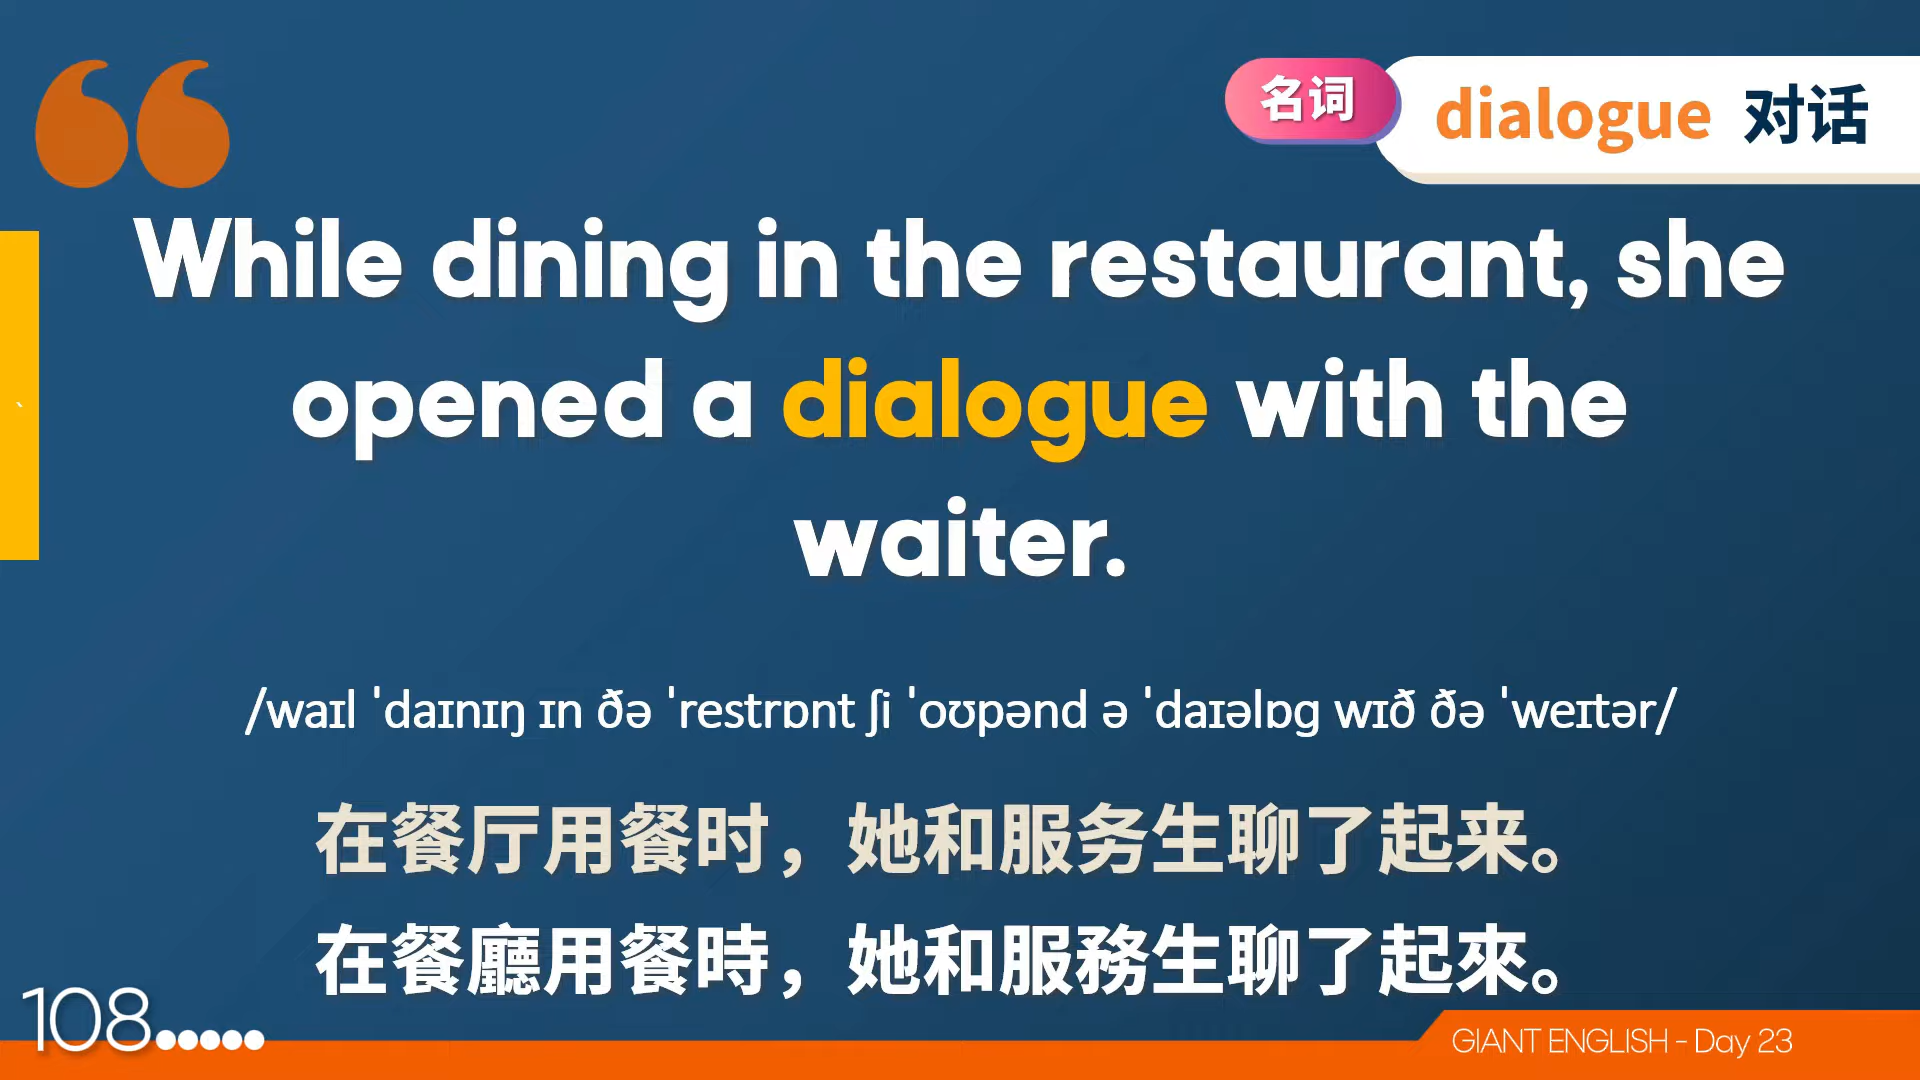 名词
dialogue 对话
While dining in the restaurant, she
opened a dialogue with the
waiter.
/waɪl ˈdaɪnɪŋ ɪn ðə ˈrestrɒnt ʃi ˈoʊpənd ə ˈdaɪəlɒg wɪð ðə ˈweɪtər/
在餐厅用餐时，她和服务生聊了起来。
在餐廳用餐時，她和服務生聊了起來。
108
GIANT ENGLISH - Day 23